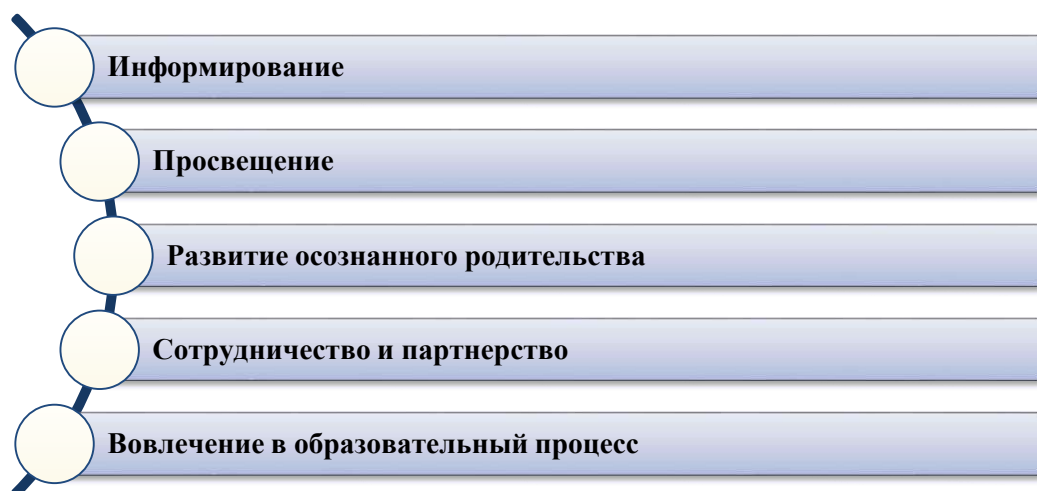 Информирование
Просвещение
Развитие осознанного родительства
Сотрудничество и партнерство
Вовлечение в образовательный процесс